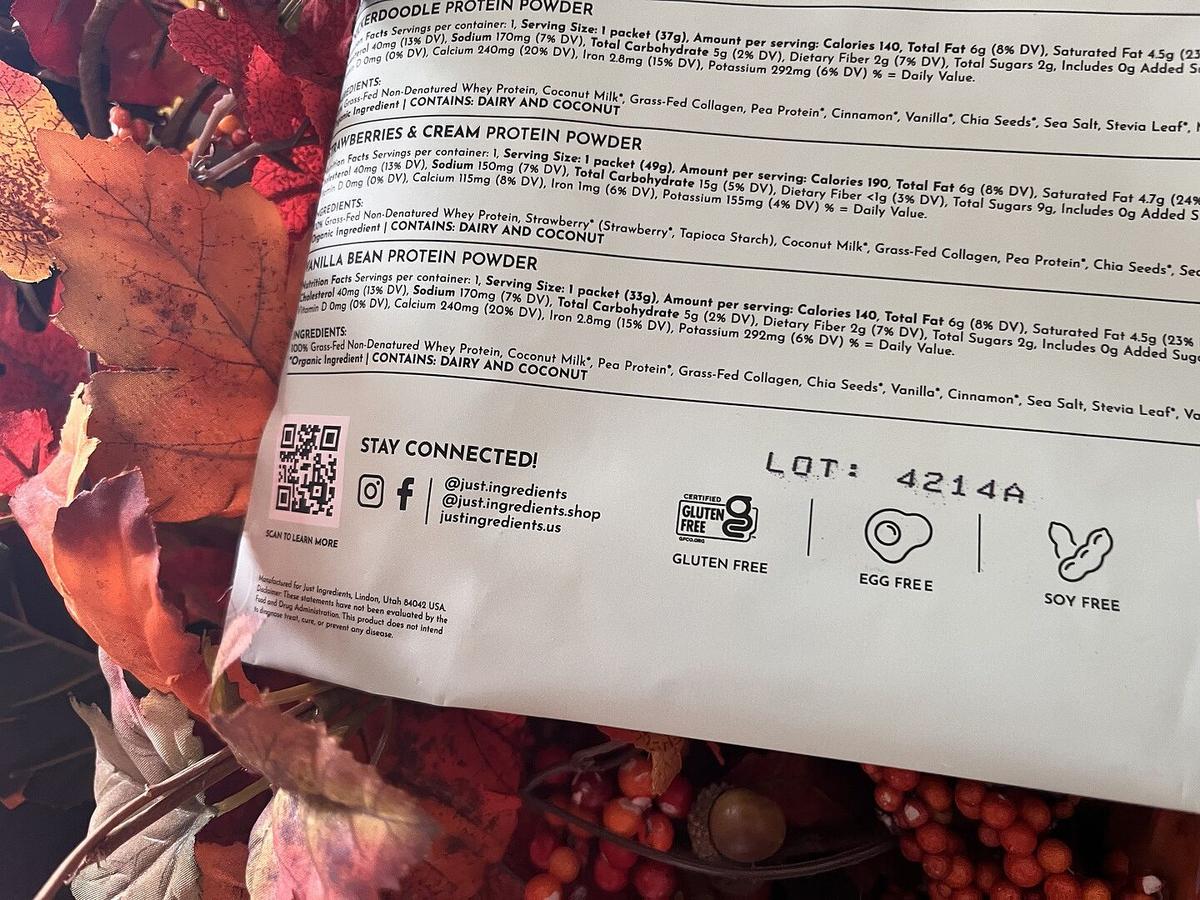 KERDOODLE PROTEIN POWDER
Facts Servings per container: 1, Serving Size: 1 packet (37g), Amount per serving: Calories 140, Total Fat 6g (8% DV), Saturated Fat 4.5g (23
40mg (13% DV), Sodium 170mg (7% DV), Total Carbohydrate 5g (2% DV), Dietary Fiber 2g (7% DV), Total Sugars 2g, Includes 0g Added S
D 0mg (0% DV), Calcium 240mg (20% DV), Iron 2.8mg (15% DV), Potassium 292mg (6% DV) % = Daily Value.
EDIENTS:
Grass-Fed Non-Denatured Whey Protein, Coconut Milk*, Grass-Fed Collagen, Pea Protein*, Cinnamon*, Vanilla*, Chia Seeds*, Sea Salt, Stevia Leaf*,
Ingredient | CONTAINS: DAIRY AND COCONUT
RAWBERRIES & CREAM PROTEIN POWDER
Facts Servings per container: 1, Serving Size: 1 packet (49g), Amount per serving: Calories 190, Total Fat 6g (8% DV), Saturated Fat 4.7g (24%
40mg (13% DV), Sodium 150mg (7% DV), Total Carbohydrate 15g (5% DV), Dietary Fiber <1g (3% DV), Total Sugars 9g, Includes 0g Added S
D 0mg (0% DV), Calcium 115mg (8% DV), Iron 1mg (6% DV), Potassium 155mg (4% DV) % = Daily Value.
GREDIENTS:
Grass-Fed Non-Denatured Whey Protein, Strawberry* (Strawberry*, Tapioca Starch), Coconut Milk*, Grass-Fed Collagen, Pea Protein*, Chia Seeds*, Sea
Organic Ingredient | CONTAINS: DAIRY AND COCONUT
VANILLA BEAN PROTEIN POWDER
Nutrition Facts Servings per container: 1, Serving Size: 1 packet (33g), Amount per serving: Calories 140, Total Fat 6g (8% DV), Saturated Fat 4.5g (23%
Cholesterol 40mg (13% DV), Sodium 170mg (7% DV), Total Carbohydrate 5g (2% DV), Dietary Fiber 2g (7% DV), Total Sugars 2g, Includes 0g Added Suga
Vitamin D 0mg (0% DV), Calcium 240mg (20% DV), Iron 2.8mg (15% DV), Potassium 292mg (6% DV) % = Daily Value.
INGREDIENTS:
100% Grass-Fed Non-Denatured Whey Protein, Coconut Milk*, Pea Protein*, Grass-Fed Collagen, Chia Seeds*, Vanilla*, Cinnamon*, Sea Salt, Stevia Leaf*, Va
*Organic Ingredient | CONTAINS: DAIRY AND COCONUT
SCAN TO LEARN MORE
STAY CONNECTED!
@just.ingredients
@just.ingredients.shop
justingredients.us
LOT: 4214A
CERTIFIED
GLUTEN
FREE
GFCO.ORG
GLUTEN FREE
EGG FREE
SOY FREE
Manufactured for Just Ingredients, Lindon, Utah 84042 USA.
Disclaimer: These statements have not been evaluated by the
Food and Drug Administration. This product does not intend
to diagnose treat, cure, or prevent any disease.